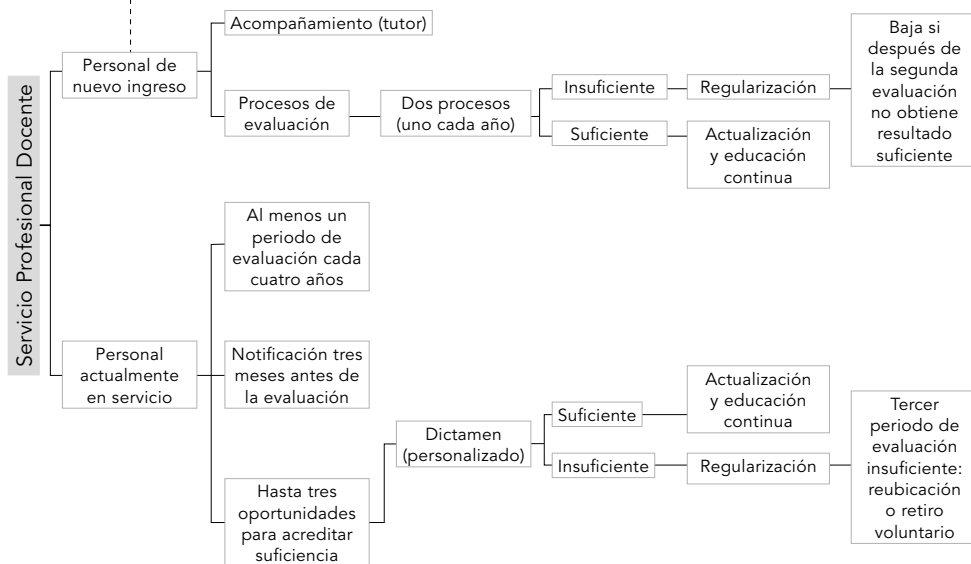 Servicio Profesional Docente
Personal de
nuevo ingreso
Acompañamiento (tutor)
Procesos de
evaluación
Dos procesos
(uno cada año)
Insuficiente
Regularización
Baja si
después de
la segunda
evaluación
no obtiene
resultado
suficiente
Suficiente
Actualización
y educación
continua
Personal
actualmente
en servicio
Al menos un
periodo de
evaluación cada
cuatro años
Notificación tres
meses antes de
la evaluación
Hasta tres
oportunidades
para acreditar
suficiencia
Dictamen
(personalizado)
Suficiente
Actualización
y educación
continua
Insuficiente
Regularización
Tercer
periodo de
evaluación
insuficiente:
reubicación
o retiro
voluntario